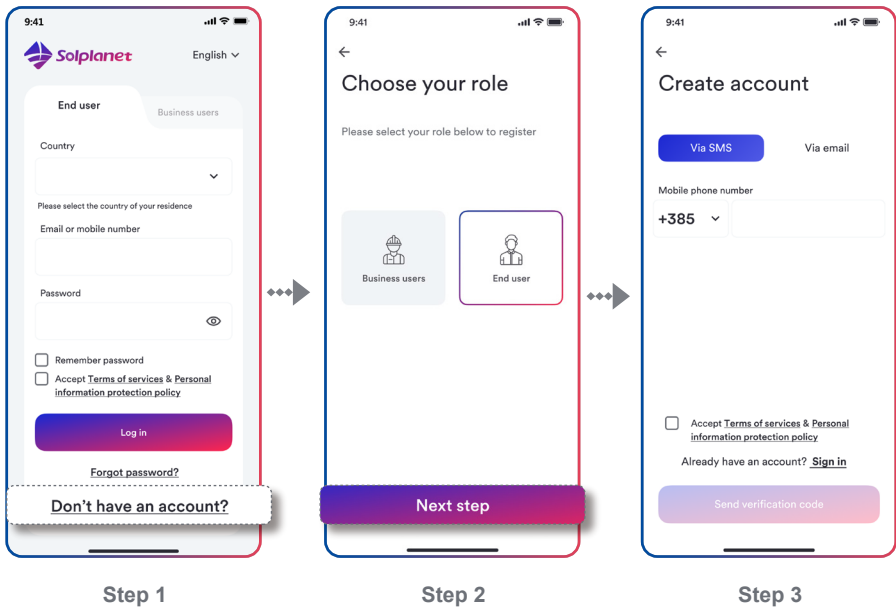 9:41
Solplanet
English
End user
Business users
Country
Please select the country of your residence
Email or mobile number
Password
Remember password
Accept Terms of services & Personal
information protection policy
Log in
Forgot password?
Don't have an account?
Step 1
9:41
Choose your role
Please select your role below to register
Business users
End user
Next step
Step 2
9:41
Create account
Via SMS
Via email
Mobile phone number
+385
Accept Terms of services & Personal
information protection policy
Already have an account? Sign in
Send verification code
Step 3